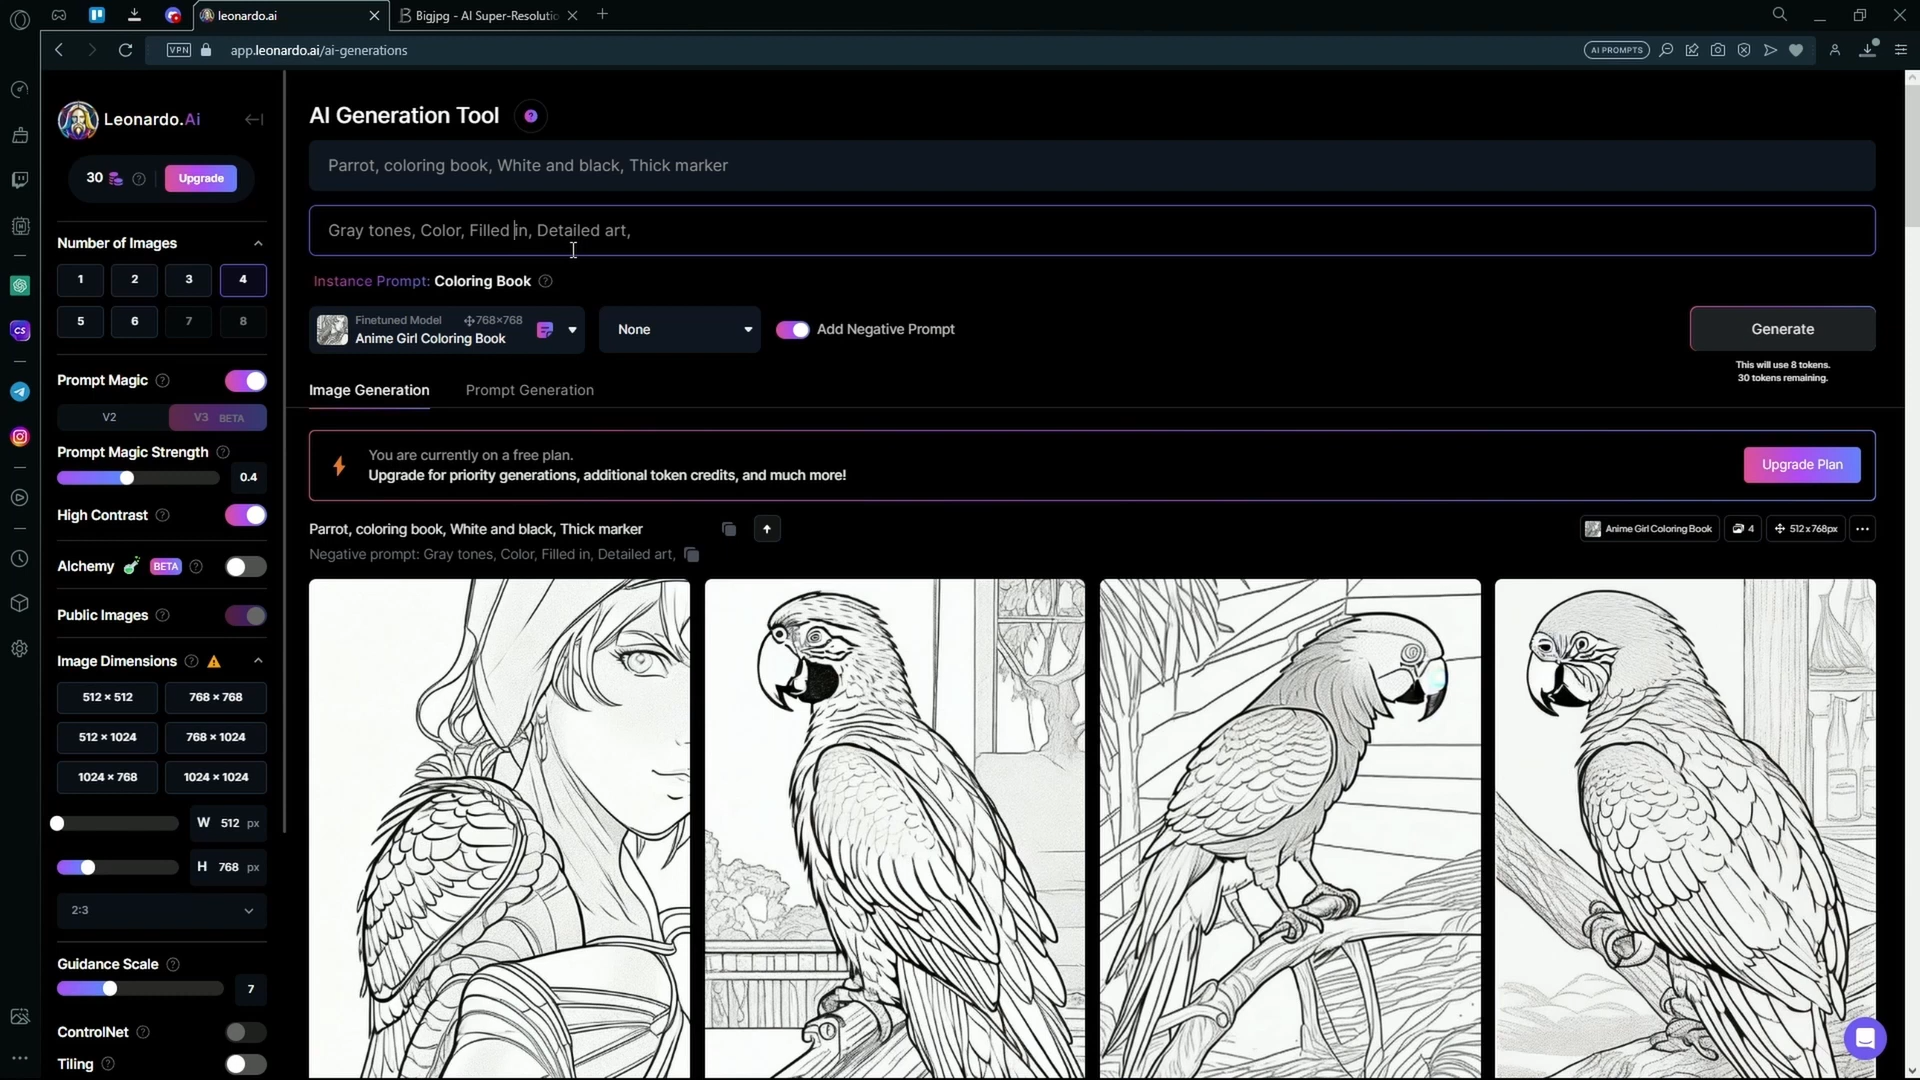 leonardo.ai
Bigjpg - AI Super-Resolutio
VPN
app.leonardo.ai/ai-generations
AI PROMPTS
Leonardo.Ai
30
Upgrade
Number of Images
1 2 3 4
5 6 7 8
Prompt Magic
V2 V3 BETA
Prompt Magic Strength
0.4
High Contrast
Alchemy BETA
Public Images
Image Dimensions
512 × 512 768 × 768
512 × 1024 768 × 1024
1024 × 768 1024 × 1024
W 512 px
H 768 px
2:3
Guidance Scale
7
ControlNet
Tiling
AI Generation Tool
Parrot, coloring book, White and black, Thick marker
Gray tones, Color, Filled in, Detailed art,
Instance Prompt: Coloring Book
Finetuned Model 768×768
Anime Girl Coloring Book
None
Add Negative Prompt
Generate
This will use 8 tokens.
30 tokens remaining.
Image Generation Prompt Generation
You are currently on a free plan.
Upgrade for priority generations, additional token credits, and much more!
Upgrade Plan
Parrot, coloring book, White and black, Thick marker
Anime Girl Coloring Book 4 512 x 768px
Negative prompt: Gray tones, Color, Filled in, Detailed art,
CS